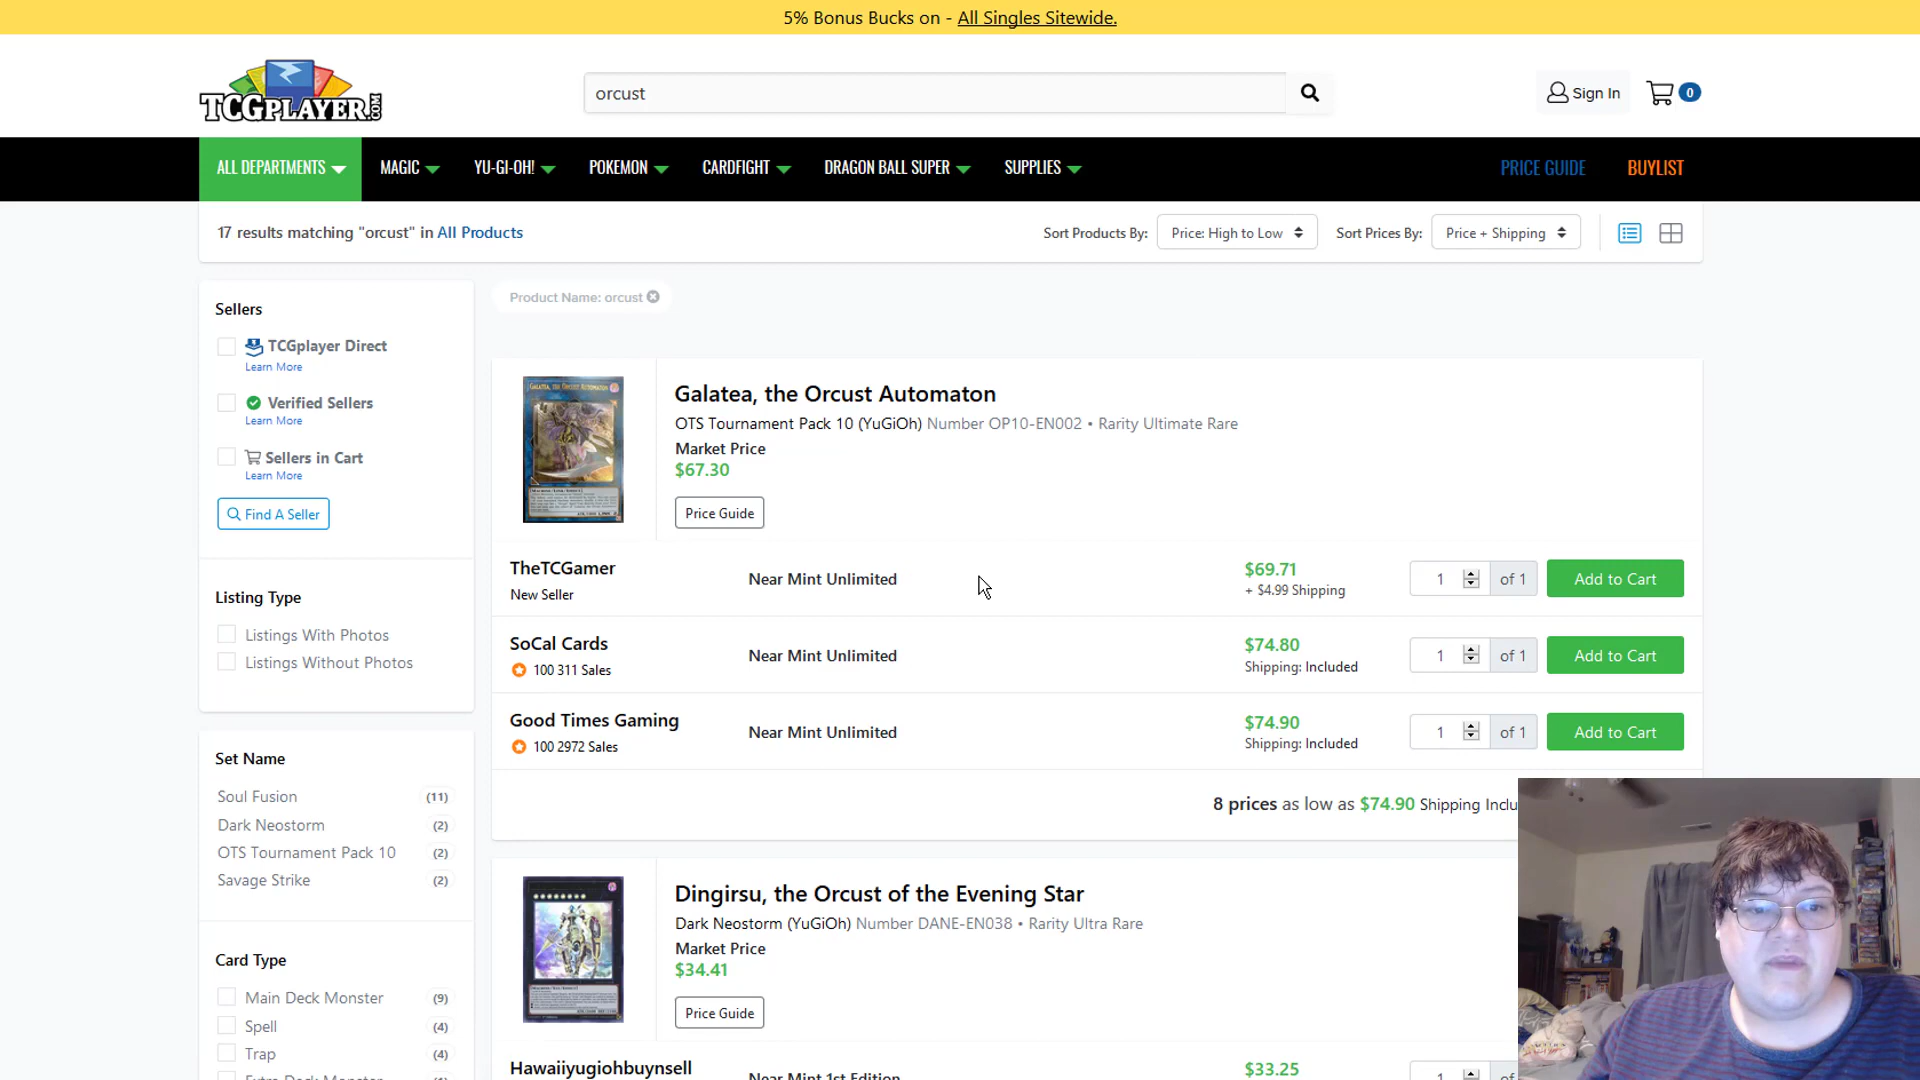 5% Bonus Bucks on - All Singles Sitewide.
TCGPLAYER.COM
orcust
Sign In
0
ALL DEPARTMENTS
MAGIC
YU-GI-OH!
POKEMON
CARDFIGHT
DRAGON BALL SUPER
SUPPLIES
PRICE GUIDE
BUYLIST
17 results matching "orcust" in All Products
Sort Products By:
Price: High to Low
Sort Prices By:
Price + Shipping
Product Name: orcust
Sellers
TCGplayer Direct
Learn More
Verified Sellers
Learn More
Sellers in Cart
Learn More
Find A Seller
Listing Type
Listings With Photos
Listings Without Photos
Set Name
Soul Fusion (11)
Dark Neostorm (2)
OTS Tournament Pack 10 (2)
Savage Strike (2)
Card Type
Main Deck Monster (9)
Spell (4)
Trap (4)
Galatea, the Orcust Automaton
OTS Tournament Pack 10 (YuGiOh) Number OP10-EN002 • Rarity Ultimate Rare
Market Price
$67.30
Price Guide
TheTCGamer
New Seller
Near Mint Unlimited
$69.71
+ $4.99 Shipping
1 of 1
Add to Cart
SoCal Cards
100 311 Sales
Near Mint Unlimited
$74.80
Shipping: Included
1 of 1
Add to Cart
Good Times Gaming
100 2972 Sales
Near Mint Unlimited
$74.90
Shipping: Included
1 of 1
Add to Cart
8 prices as low as $74.90 Shipping Inclu
Dingirsu, the Orcust of the Evening Star
Dark Neostorm (YuGiOh) Number DANE-EN038 • Rarity Ultra Rare
Market Price
$34.41
Price Guide
Hawaiiyugiohbuynsell
Near Mint 1st Edition
$33.25
1 of